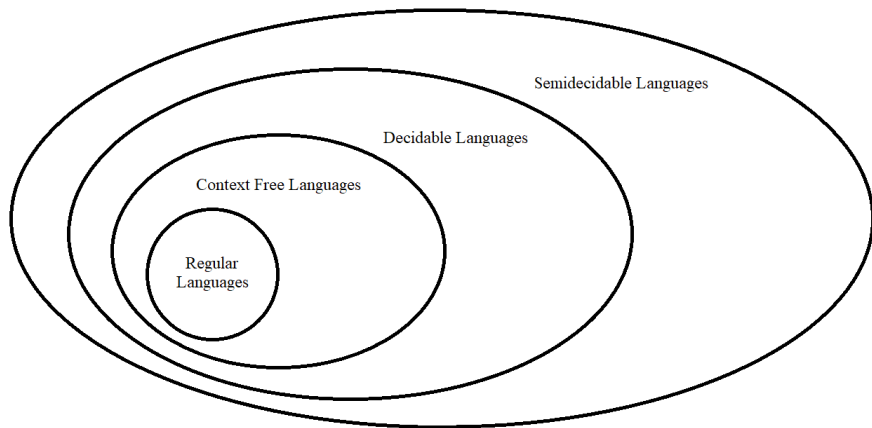 Semidecidable Languages
Decidable Languages
Context Free Languages
Regular
Languages